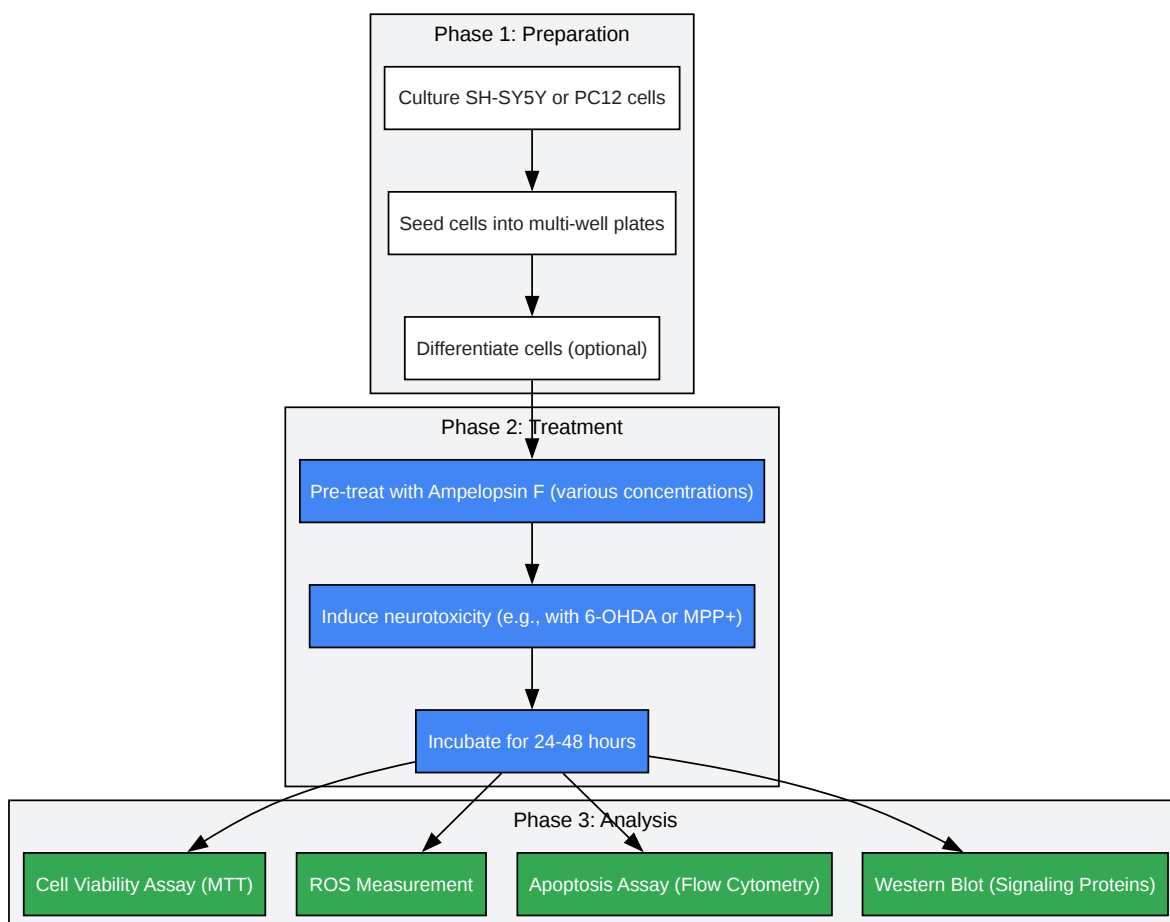 Phase 1: Preparation
Culture SH-SY5Y or PC12 cells
Seed cells into multi-well plates
Differentiate cells (optional)
Phase 2: Treatment
Pre-treat with Ampelopsin F (various concentrations)
Induce neurotoxicity (e.g., with 6-OHDA or MPP+)
Incubate for 24-48 hours
Phase 3: Analysis
Cell Viability Assay (MTT)
ROS Measurement
Apoptosis Assay (Flow Cytometry)
Western Blot (Signaling Proteins)